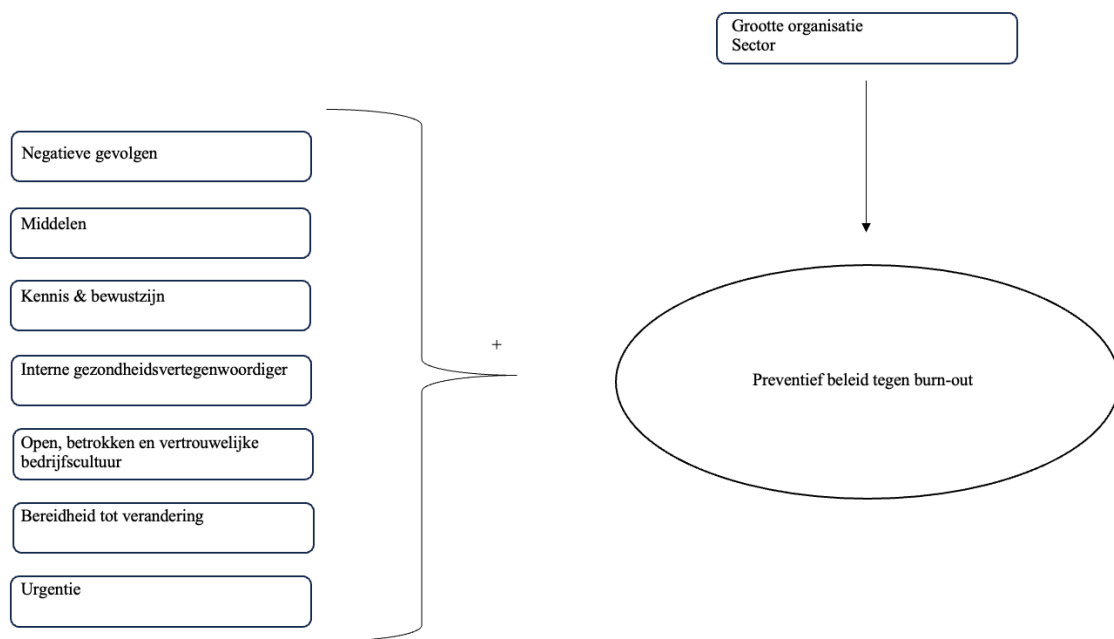 Grootte organisatie
Sector
Negatieve gevolgen
Middelen
Kennis & bewustzijn
Interne gezondheidsvertegenwoordiger
Open, betrokken en vertrouwelijke
bedrijfscultuur
Bereidheid tot verandering
Urgentie
+
Preventief beleid tegen burn-out